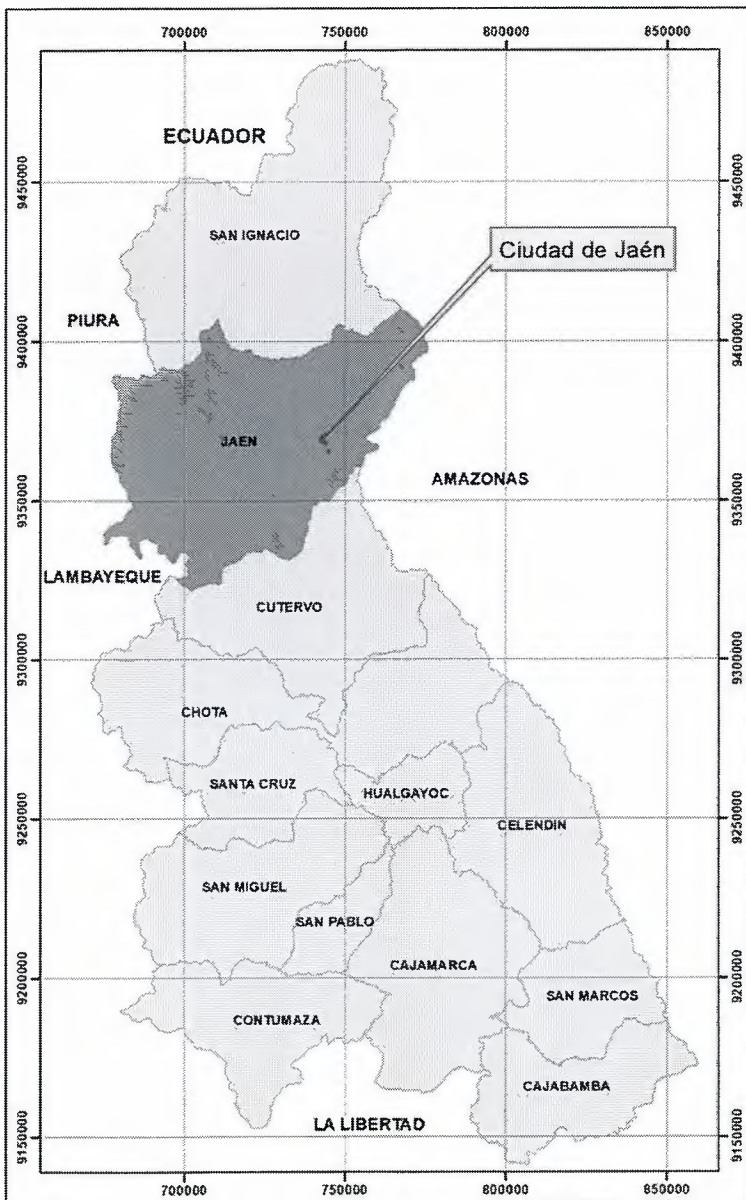 700000 750000 800000 850000
ECUADOR
9450000 9450000
SAN IGNACIO
Ciudad de Jaén
PIURA
9400000 9400000
JAEN
AMAZONAS
9350000 9350000
LAMBAYEQUE
CUTERVO
9300000 9300000
CHOTA
SANTA CRUZ
HUALGAYOC
9250000 9250000
CELENDIN
SAN MIGUEL
SAN PABLO
CAJAMARCA
9200000 9200000
SAN MARCOS
CONTUMAZA
CAJABAMBA
LA LIBERTAD
9150000 9150000
700000 750000 800000 850000